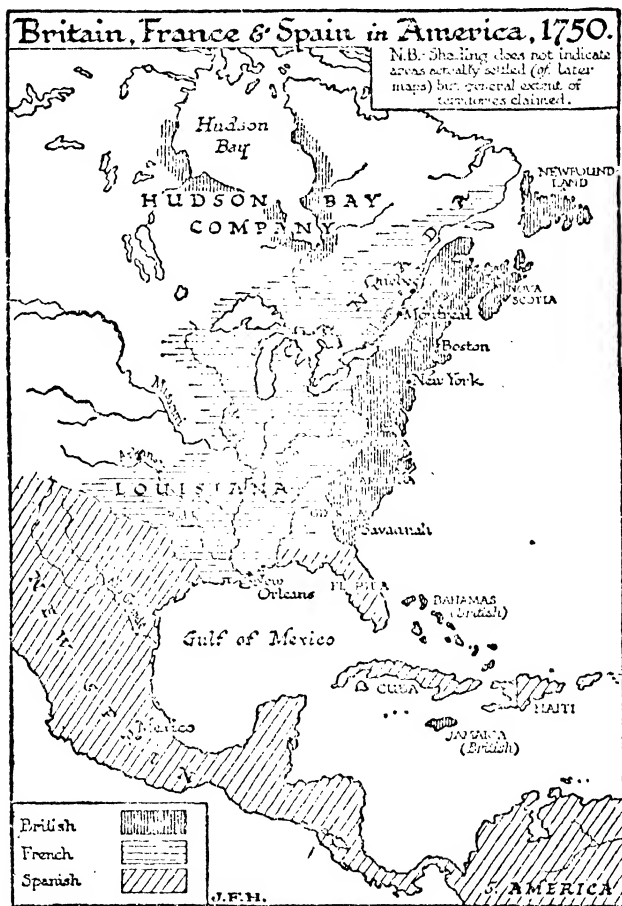 Britain, France & Spain in America, 1750.
N.B. Shading does not indicate
areas actually settled (cf. later
maps) but general extent of
territories claimed.
Hudson
Bay
NEWFOUND-
LAND
HUDSON BAY
COMPANY
Quebec
NOVA
SCOTIA
Montreal
Boston
New York
Missouri
LOUISIANA
Savannah
New
Orleans
FLORIDA
BAHAMAS
(British)
Gulf of Mexico
CUBA
HAITI
Mexico
JAMAICA
(British)
British
French
Spanish
J.F.H.
S. AMERICA